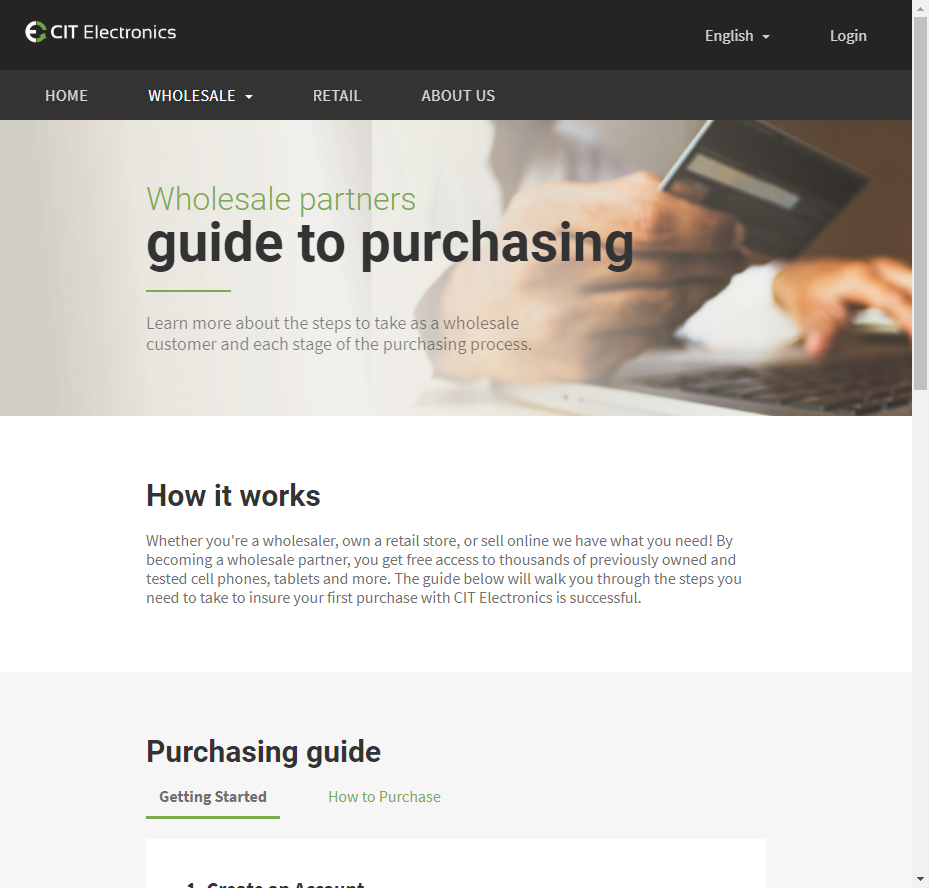 CIT Electronics
English
Login
HOME
WHOLESALE
RETAIL
ABOUT US
Wholesale partners
guide to purchasing
Learn more about the steps to take as a wholesale
customer and each stage of the purchasing process.
How it works
Whether you're a wholesaler, own a retail store, or sell online we have what you need! By
becoming a wholesale partner, you get free access to thousands of previously owned and
tested cell phones, tablets and more. The guide below will walk you through the steps you
need to take to insure your first purchase with CIT Electronics is successful.
Purchasing guide
Getting Started
How to Purchase
1. Create an Account